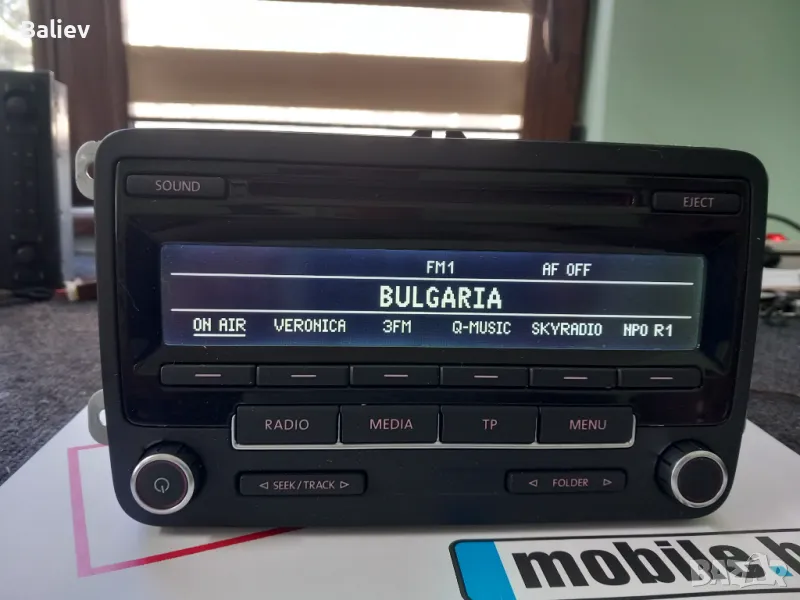 Baliev
SOUND
EJECT
FM1 AF OFF
BULGARIA
ON AIR VERONICA 3FM Q-MUSIC SKYRADIO NPO R1
RADIO MEDIA TP MENU
◁ SEEK/TRACK ▷ ◁ FOLDER ▷
mobile.b
BAZAR